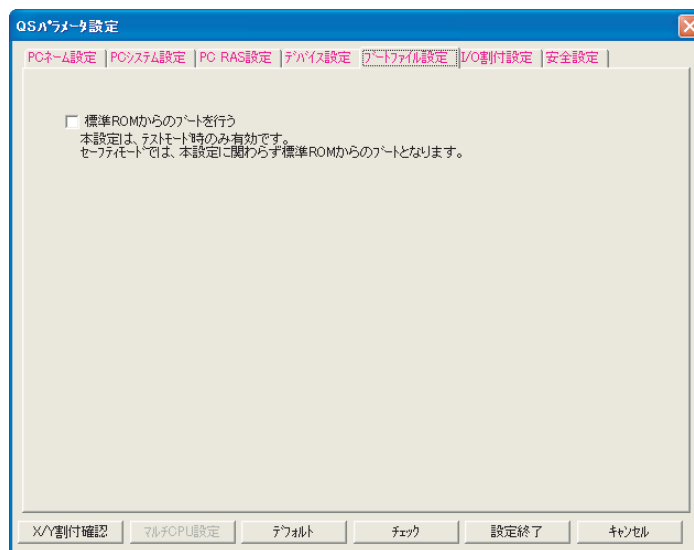 QSﾊﾟﾗﾒｰﾀ設定
PCﾈｰﾑ設定 PCｼｽﾃﾑ設定 PC RAS設定 ﾃﾞﾊﾞｲｽ設定 ﾌﾞｰﾄﾌｧｲﾙ設定 I/O割付設定 安全設定
標準ROMからのﾌﾞｰﾄを行う
本設定は、ﾃｽﾄﾓｰﾄﾞ時のみ有効です。
ｾｰﾌﾃｨﾓｰﾄﾞでは、本設定に関わらず標準ROMからのﾌﾞｰﾄとなります。
X/Y割付確認 ﾏﾙﾁCPU設定 ﾃﾞﾌｫﾙﾄ ﾁｪｯｸ 設定終了 ｷｬﾝｾﾙ